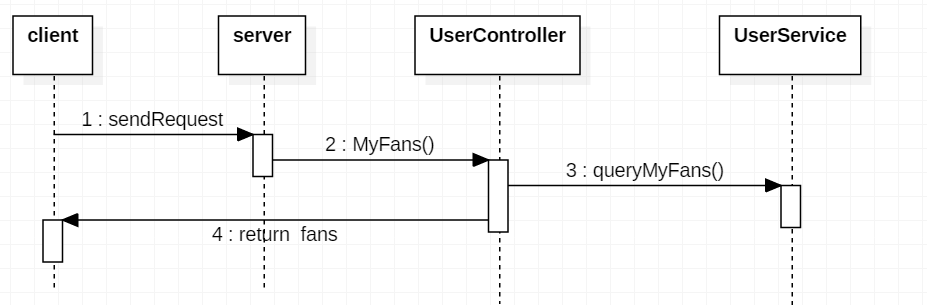 client
server
UserController
UserService
1 : sendRequest
2 : MyFans()
3 : queryMyFans()
4 : return fans